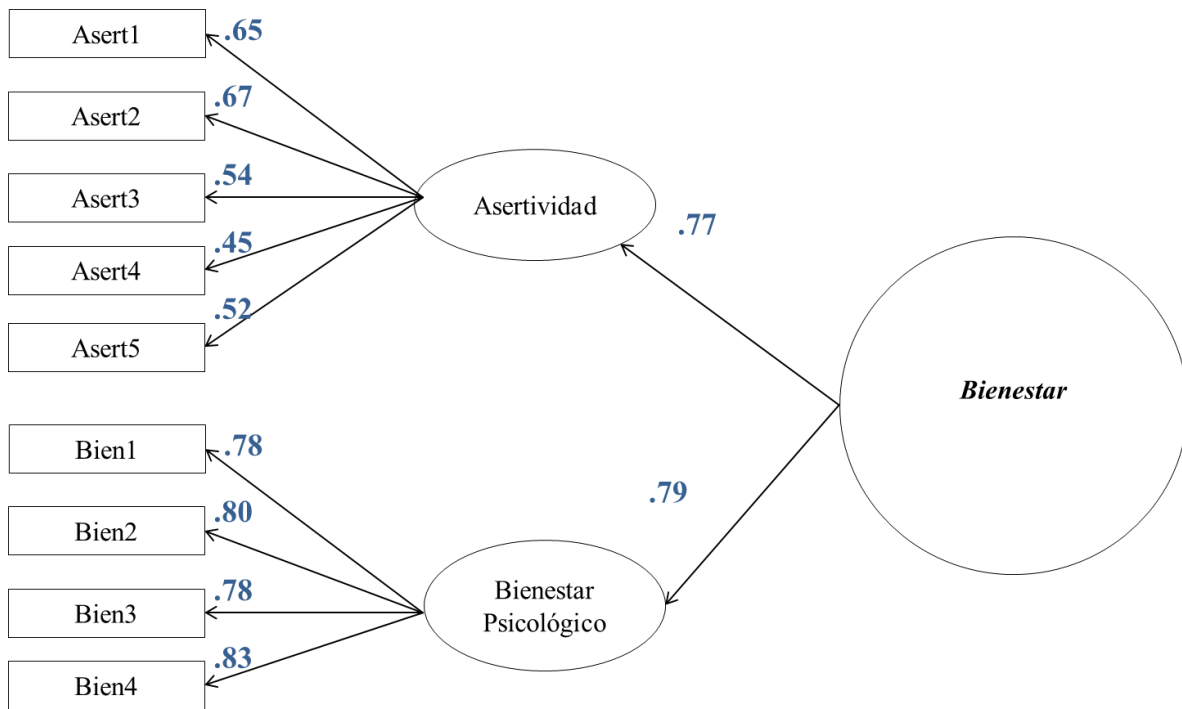 Asert1
.65
Asert2
.67
Asert3
.54
Asert4
.45
Asert5
.52
Asertividad
.77
Bienestar
Bien1
.78
Bien2
.80
Bien3
.78
Bien4
.83
Bienestar
Psicológico
.79